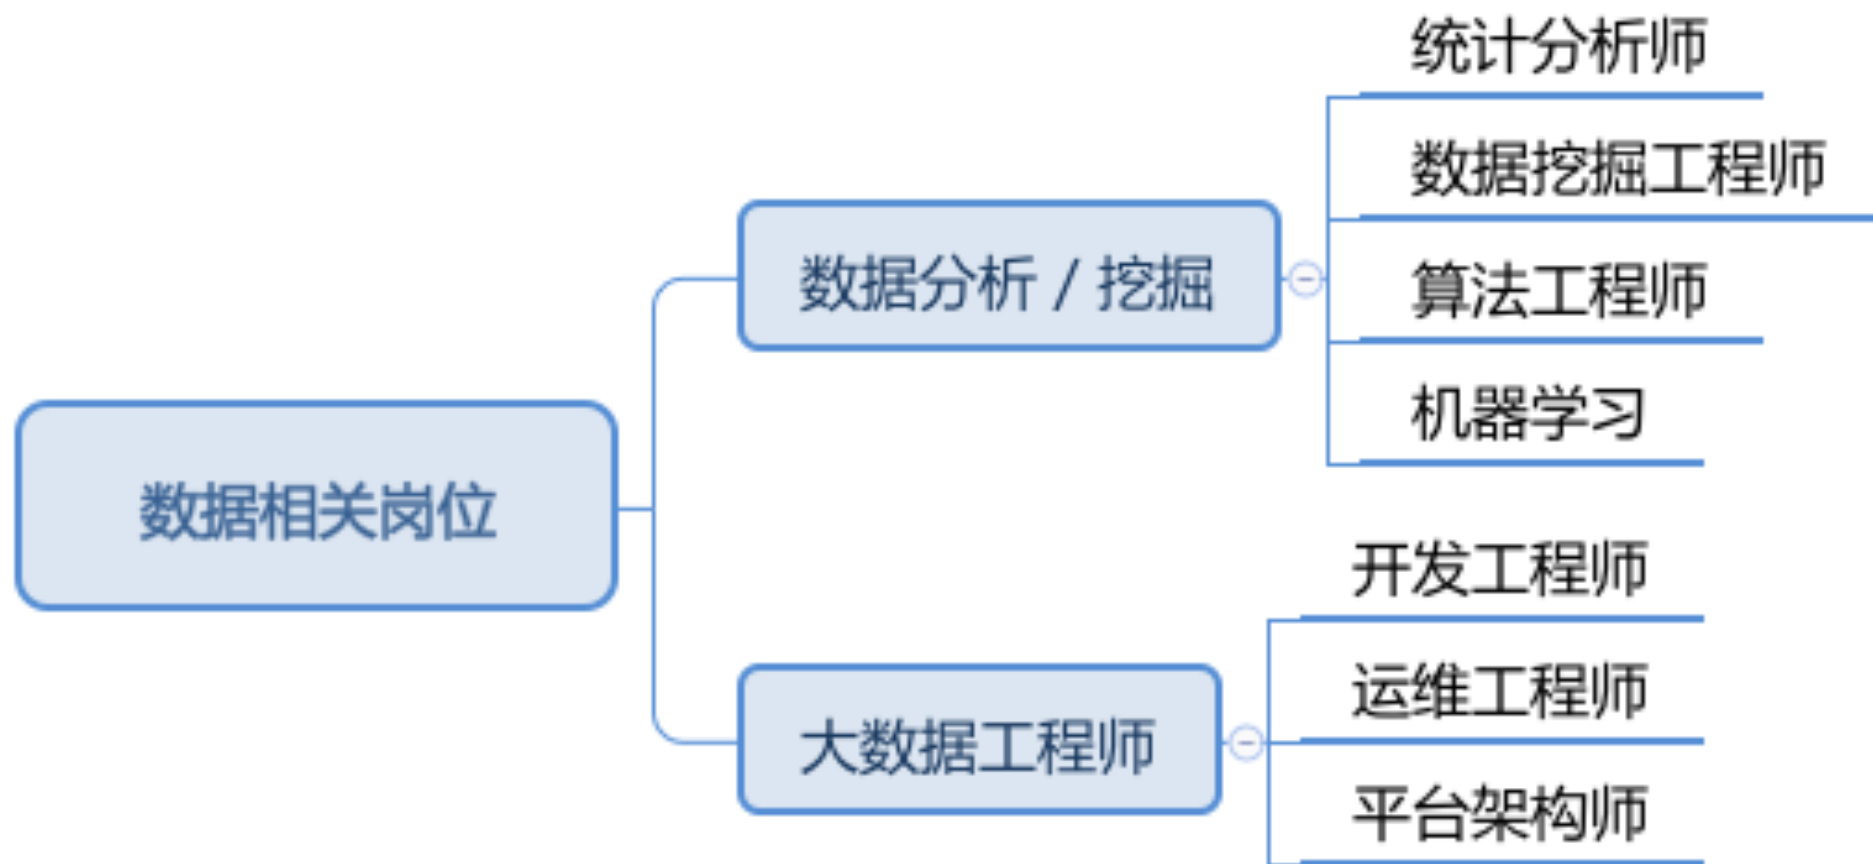 数据相关岗位
数据分析 / 挖掘
统计分析师
数据挖掘工程师
算法工程师
机器学习
大数据工程师
开发工程师
运维工程师
平台架构师